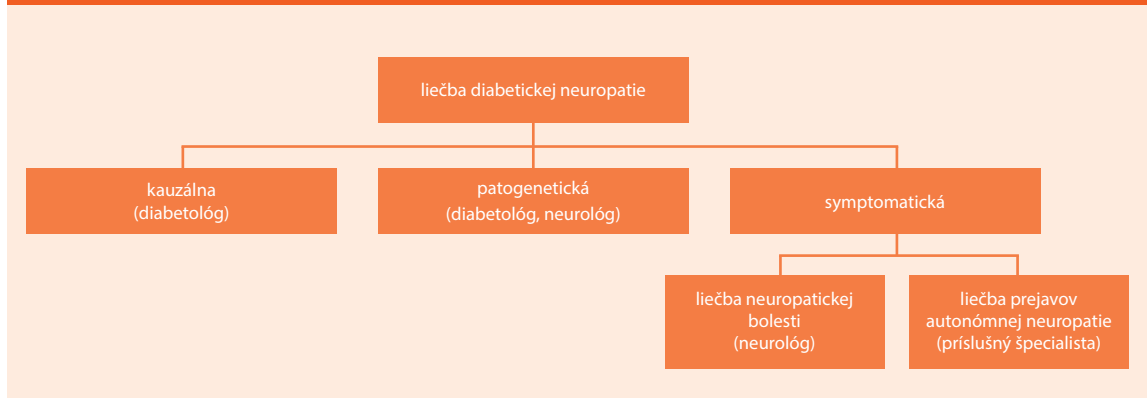 liečba diabetickej neuropatie
kauzálna
(diabetológ)
patogenetická
(diabetológ, neurológ)
symptomatická
liečba neuropatickej
bolesti
(neurológ)
liečba prejavov
autonómnej neuropatie
(príslušný špecialista)